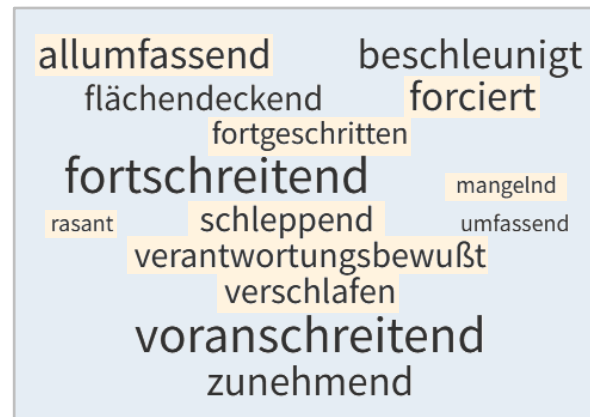 allumfassend beschleunigt
flächendeckend forciert
fortgeschritten
fortschreitend mangelnd
rasant schleppend umfassend
verantwortungsbewußt
verschlafen
voranschreitend
zunehmend